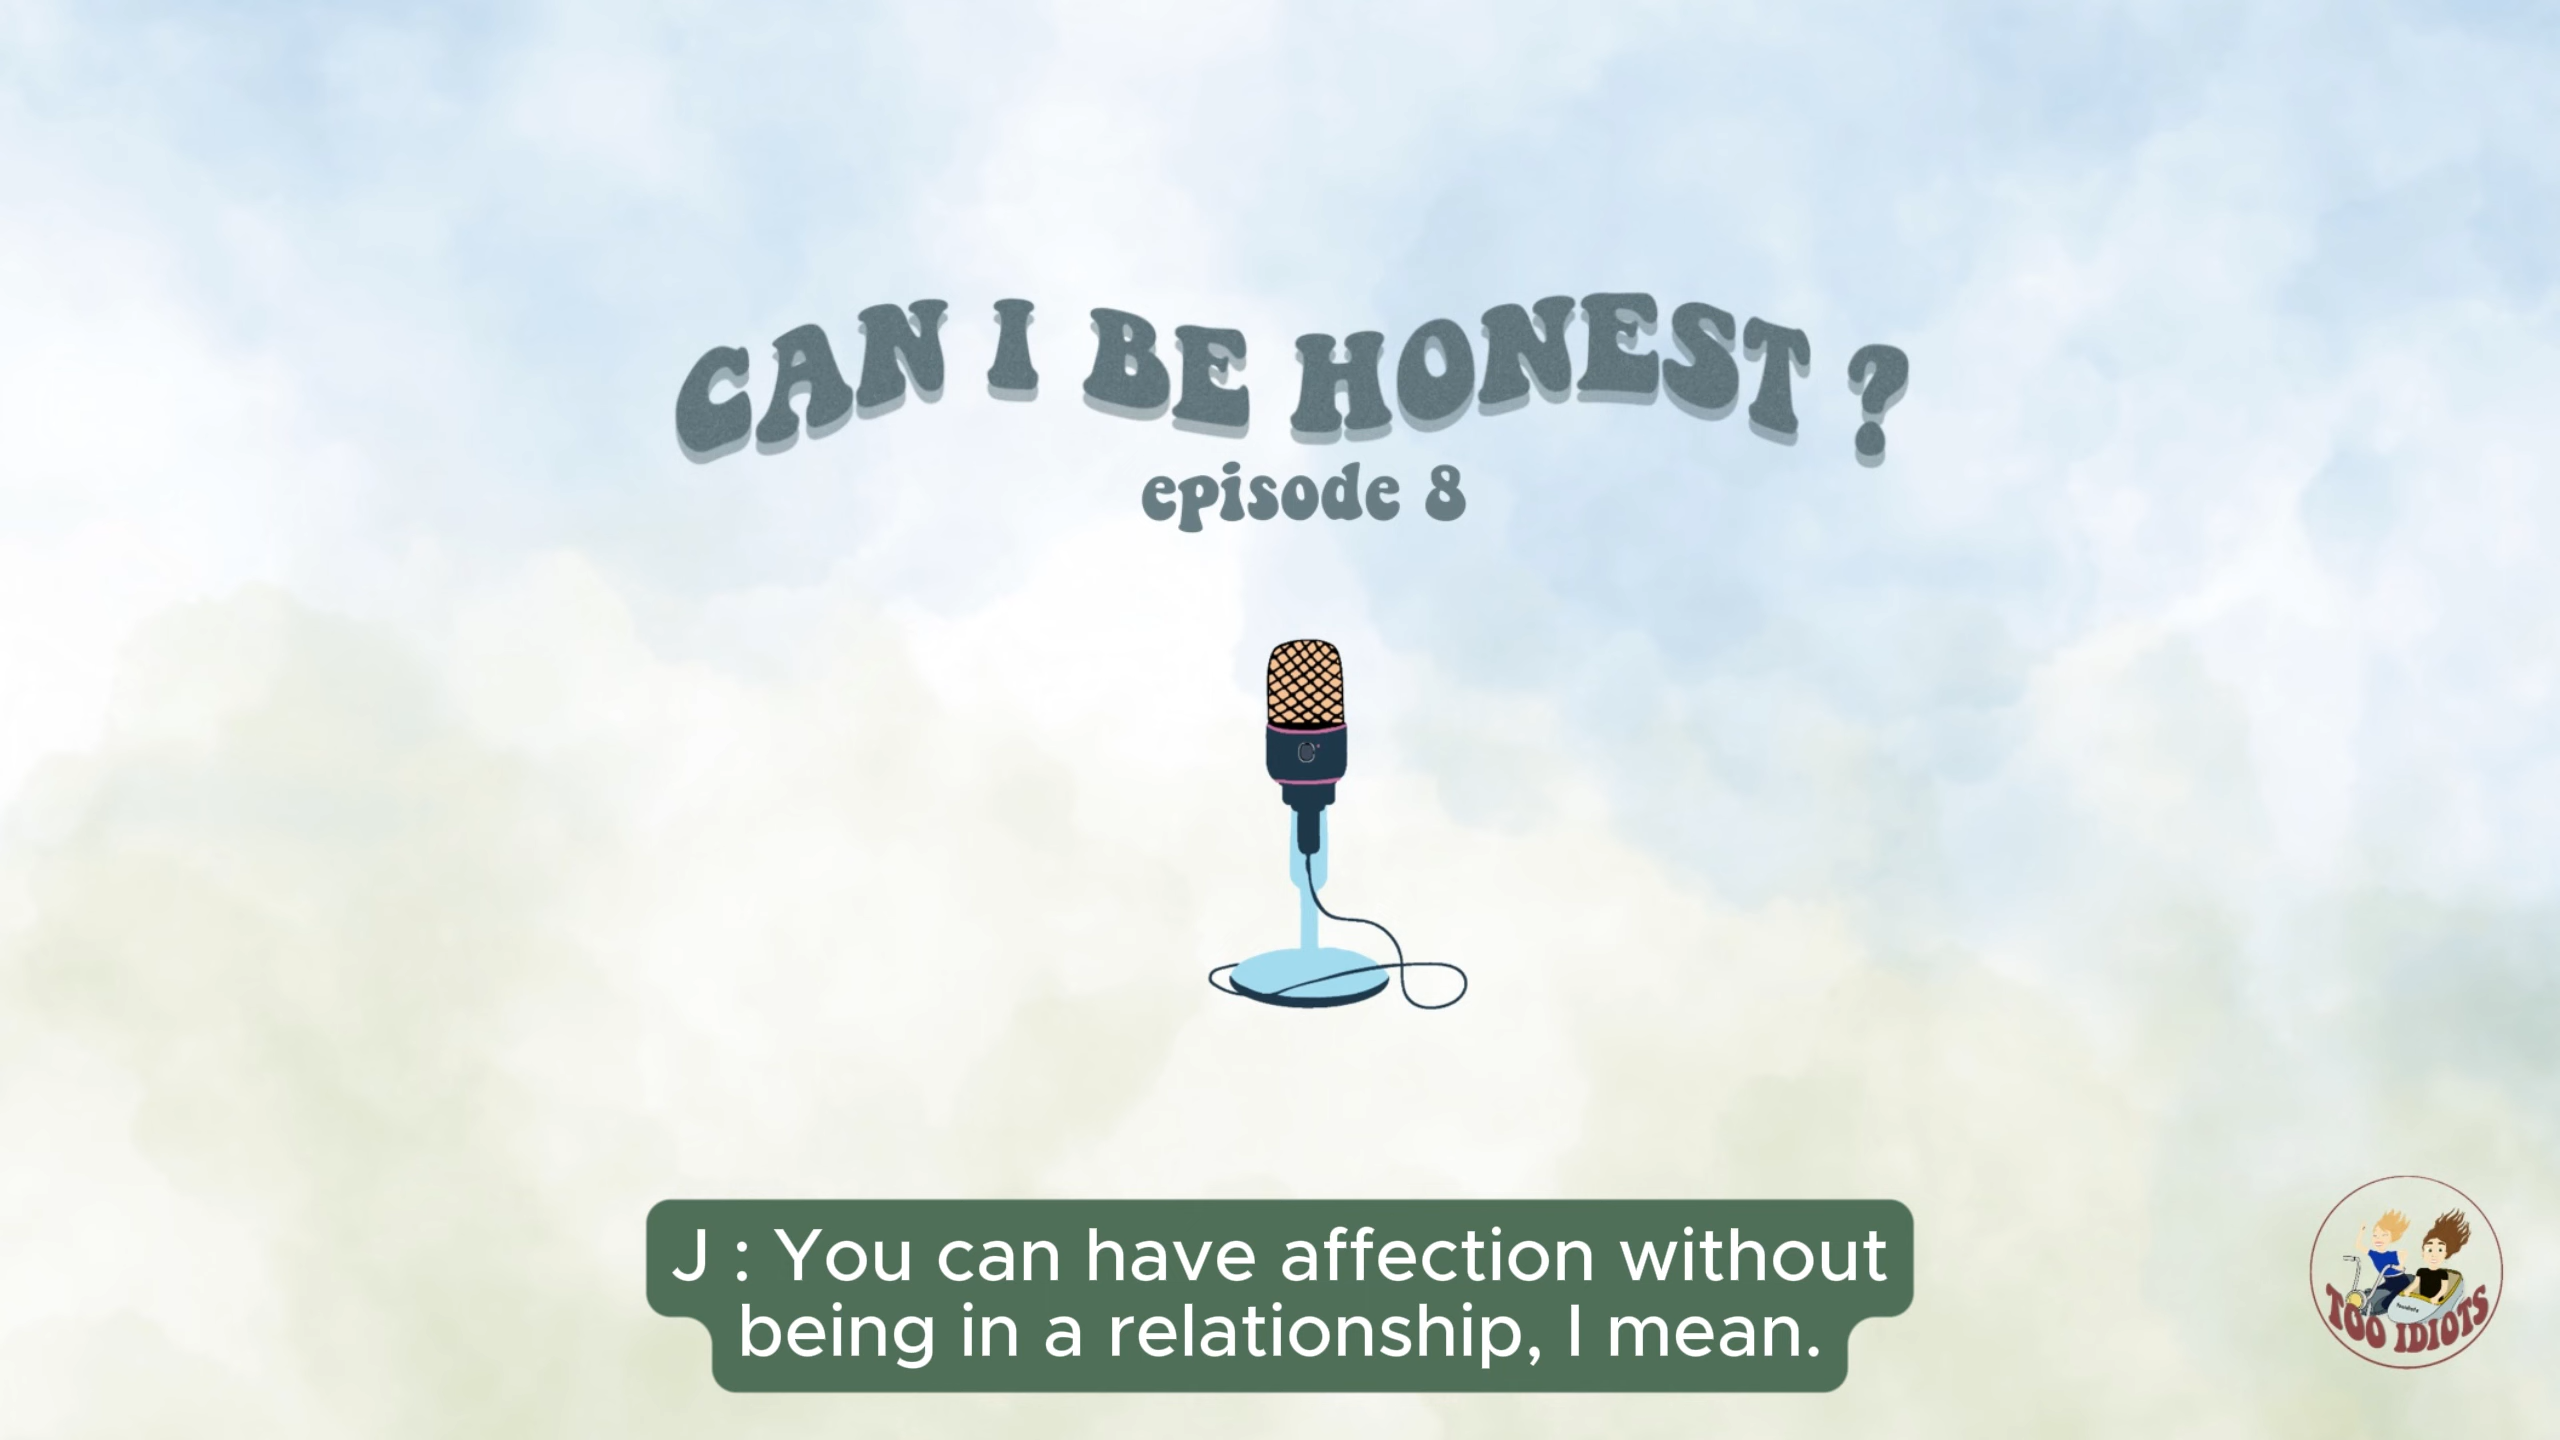 CAN I BE HONEST ?
episode 8
J : You can have affection without
being in a relationship, I mean.
TOO IDIOTS